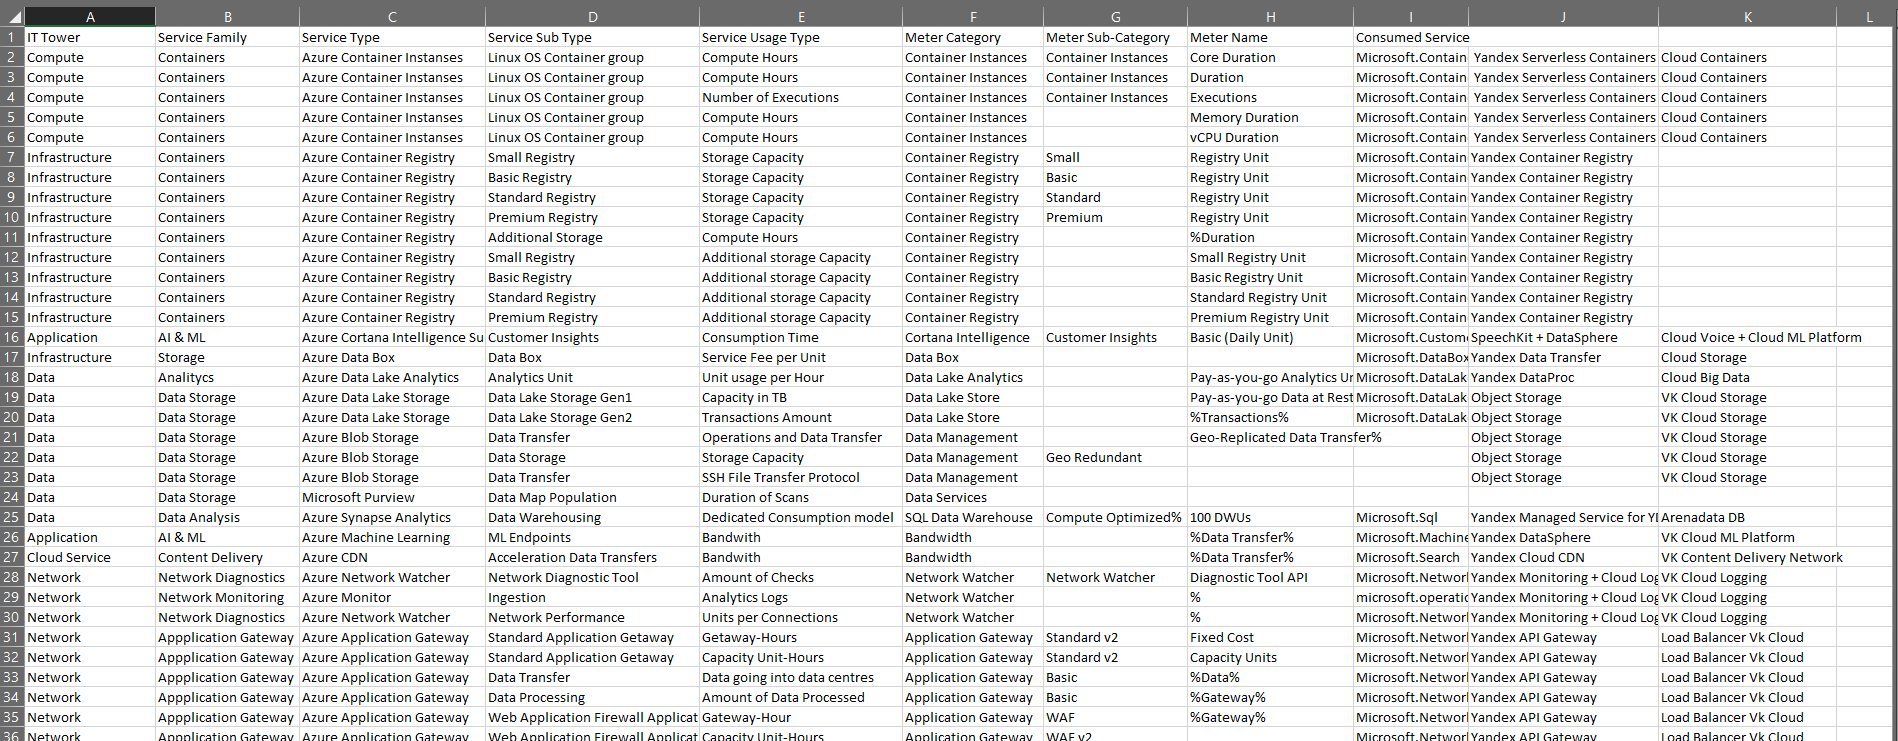 A B C D E F G H I J K L
1 IT Tower Service Family Service Type Service Sub Type Service Usage Type Meter Category Meter Sub-Category Meter Name Consumed Service
2 Compute Containers Azure Container Instanses Linux OS Container group Compute Hours Container Instances Container Instances Core Duration Microsoft.Contain Yandex Serverless Containers Cloud Containers
3 Compute Containers Azure Container Instanses Linux OS Container group Compute Hours Container Instances Container Instances Duration Microsoft.Contain Yandex Serverless Containers Cloud Containers
4 Compute Containers Azure Container Instanses Linux OS Container group Number of Executions Container Instances Container Instances Executions Microsoft.Contain Yandex Serverless Containers Cloud Containers
5 Compute Containers Azure Container Instanses Linux OS Container group Compute Hours Container Instances Memory Duration Microsoft.Contain Yandex Serverless Containers Cloud Containers
6 Compute Containers Azure Container Instanses Linux OS Container group Compute Hours Container Instances vCPU Duration Microsoft.Contain Yandex Serverless Containers Cloud Containers
7 Infrastructure Containers Azure Container Registry Small Registry Storage Capacity Container Registry Small Registry Unit Microsoft.Contain Yandex Container Registry
8 Infrastructure Containers Azure Container Registry Basic Registry Storage Capacity Container Registry Basic Registry Unit Microsoft.Contain Yandex Container Registry
9 Infrastructure Containers Azure Container Registry Standard Registry Storage Capacity Container Registry Standard Registry Unit Microsoft.Contain Yandex Container Registry
10 Infrastructure Containers Azure Container Registry Premium Registry Storage Capacity Container Registry Premium Registry Unit Microsoft.Contain Yandex Container Registry
11 Infrastructure Containers Azure Container Registry Additional Storage Compute Hours Container Registry %Duration Microsoft.Contain Yandex Container Registry
12 Infrastructure Containers Azure Container Registry Small Registry Additional storage Capacity Container Registry Small Registry Unit Microsoft.Contain Yandex Container Registry
13 Infrastructure Containers Azure Container Registry Basic Registry Additional storage Capacity Container Registry Basic Registry Unit Microsoft.Contain Yandex Container Registry
14 Infrastructure Containers Azure Container Registry Standard Registry Additional storage Capacity Container Registry Standard Registry Unit Microsoft.Contain Yandex Container Registry
15 Infrastructure Containers Azure Container Registry Premium Registry Additional storage Capacity Container Registry Premium Registry Unit Microsoft.Contain Yandex Container Registry
16 Application AI & ML Azure Cortana Intelligence Su Customer Insights Consumption Time Cortana Intelligence Customer Insights Basic (Daily Unit) Microsoft.Custome SpeechKit + DataSphere Cloud Voice + Cloud ML Platform
17 Infrastructure Storage Azure Data Box Data Box Service Fee per Unit Data Box Microsoft.DataBox Yandex Data Transfer Cloud Storage
18 Data Analitycs Azure Data Lake Analytics Analytics Unit Unit usage per Hour Data Lake Analytics Pay-as-you-go Analytics Ur Microsoft.DataLak Yandex DataProc Cloud Big Data
19 Data Data Storage Azure Data Lake Storage Data Lake Storage Gen1 Capacity in TB Data Lake Store Pay-as-you-go Data at Rest Microsoft.DataLak Object Storage VK Cloud Storage
20 Data Data Storage Azure Data Lake Storage Data Lake Storage Gen2 Transactions Amount Data Lake Store %Transactions% Microsoft.DataLak Object Storage VK Cloud Storage
21 Data Data Storage Azure Blob Storage Data Transfer Operations and Data Transfer Data Management Geo-Replicated Data Transfer% Object Storage VK Cloud Storage
22 Data Data Storage Azure Blob Storage Data Storage Storage Capacity Data Management Geo Redundant Object Storage VK Cloud Storage
23 Data Data Storage Azure Blob Storage Data Transfer SSH File Transfer Protocol Data Management Object Storage VK Cloud Storage
24 Data Data Storage Microsoft Purview Data Map Population Duration of Scans Data Services
25 Data Data Analysis Azure Synapse Analytics Data Warehousing Dedicated Consumption model SQL Data Warehouse Compute Optimized% 100 DWUs Microsoft.Sql Yandex Managed Service for Arenadata DB
26 Application AI & ML Azure Machine Learning ML Endpoints Bandwith Bandwidth %Data Transfer% Microsoft.Machine Yandex DataSphere VK Cloud ML Platform
27 Cloud Service Content Delivery Azure CDN Acceleration Data Transfers Bandwith Bandwidth %Data Transfer% Microsoft.Search Yandex Cloud CDN VK Content Delivery Network
28 Network Network Diagnostics Azure Network Watcher Network Diagnostic Tool Amount of Checks Network Watcher Network Watcher Diagnostic Tool API Microsoft.Networ Yandex Monitoring + Cloud Log VK Cloud Logging
29 Network Network Monitoring Azure Monitor Ingestion Analytics Logs Network Watcher % microsoft.operatic Yandex Monitoring + Cloud Log VK Cloud Logging
30 Network Network Diagnostics Azure Network Watcher Network Performance Units per Connections Network Watcher % Microsoft.Networ Yandex Monitoring + Cloud Log VK Cloud Logging
31 Network Appplication Gateway Azure Application Gateway Standard Application Getaway Getaway-Hours Application Gateway Standard v2 Fixed Cost Microsoft.Networ Yandex API Gateway Load Balancer Vk Cloud
32 Network Appplication Gateway Azure Application Gateway Standard Application Getaway Capacity Unit-Hours Application Gateway Standard v2 Capacity Units Microsoft.Networ Yandex API Gateway Load Balancer Vk Cloud
33 Network Appplication Gateway Azure Application Gateway Data Transfer Data going into data centres Application Gateway Basic %Data% Microsoft.Networ Yandex API Gateway Load Balancer Vk Cloud
34 Network Appplication Gateway Azure Application Gateway Data Processing Amount of Data Processed Application Gateway Basic %Gateway% Microsoft.Networ Yandex API Gateway Load Balancer Vk Cloud
35 Network Appplication Gateway Azure Application Gateway Web Application Firewall Applicat Gateway-Hour Application Gateway WAF %Gateway% Microsoft.Networ Yandex API Gateway Load Balancer Vk Cloud
36 Network Appplication Gateway Azure Application Gateway Web Application Firewall Applicat Capacity Unit-Hours Application Gateway WAF v2 Microsoft.Networ Yandex API Gateway Load Balancer Vk Cloud